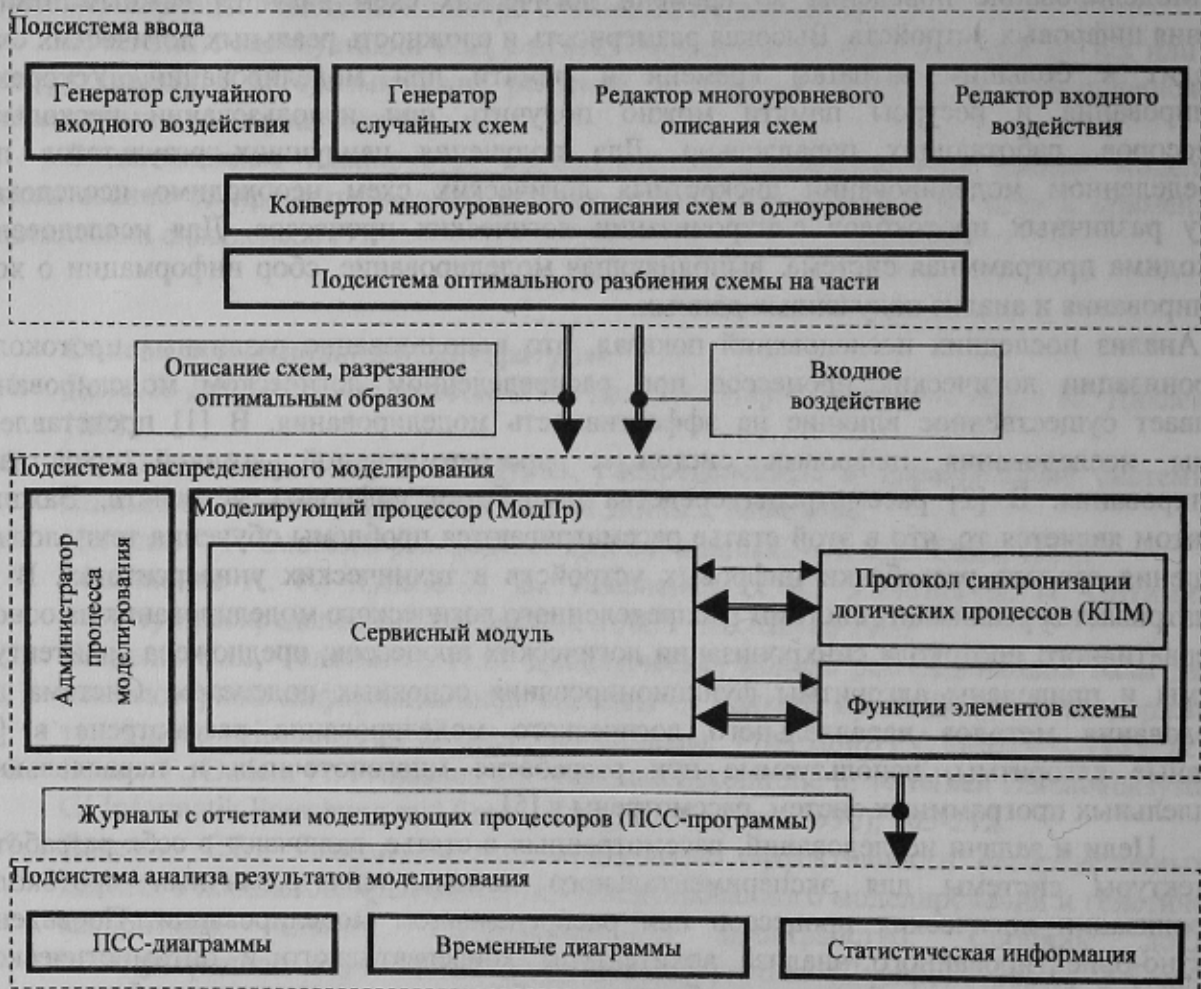 Подсистема ввода
Генератор случайного
входного воздействия
Генератор
случайных схем
Редактор многоуровневого
описания схем
Редактор входного
воздействия
Конвертор многоуровневого описания схем в одноуровневое
Подсистема оптимального разбиения схемы на части
Описание схем, разрезанное
оптимальным образом
Входное
воздействие
Подсистема распределенного моделирования
Администратор
процесса
моделирования
Моделирующий процессор (МодПр)
Сервисный модуль
Протокол синхронизации
логических процессов (КПМ)
Функции элементов схемы
Журналы с отчетами моделирующих процессоров (ПСС-программы)
Подсистема анализа результатов моделирования
ПСС-диаграммы
Временные диаграммы
Статистическая информация